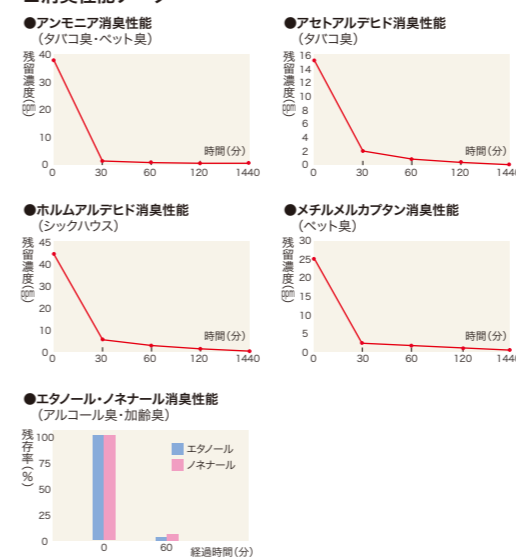 ●アンモニア消臭性能
（タバコ臭・ペット臭）
残留濃度(ppm)
40
30
20
10
0
時間(分)
0 30 60 120 1440
●アセトアルデヒド消臭性能
（タバコ臭）
残留濃度(ppm)
16
14
12
10
8
6
4
2
0
時間(分)
0 30 60 120 1440
●ホルムアルデヒド消臭性能
（シックハウス）
残留濃度(ppm)
45
40
30
20
10
0
時間(分)
0 30 60 120 1440
●メチルメルカプタン消臭性能
（ペット臭）
残留濃度(ppm)
30
25
20
15
10
5
0
時間(分)
0 30 60 120 1440
●エタノール・ノネナール消臭性能
（アルコール臭・加齢臭）
残存率(%)
100
75
50
25
0
エタノール
ノネナール
0 60 経過時間(分)